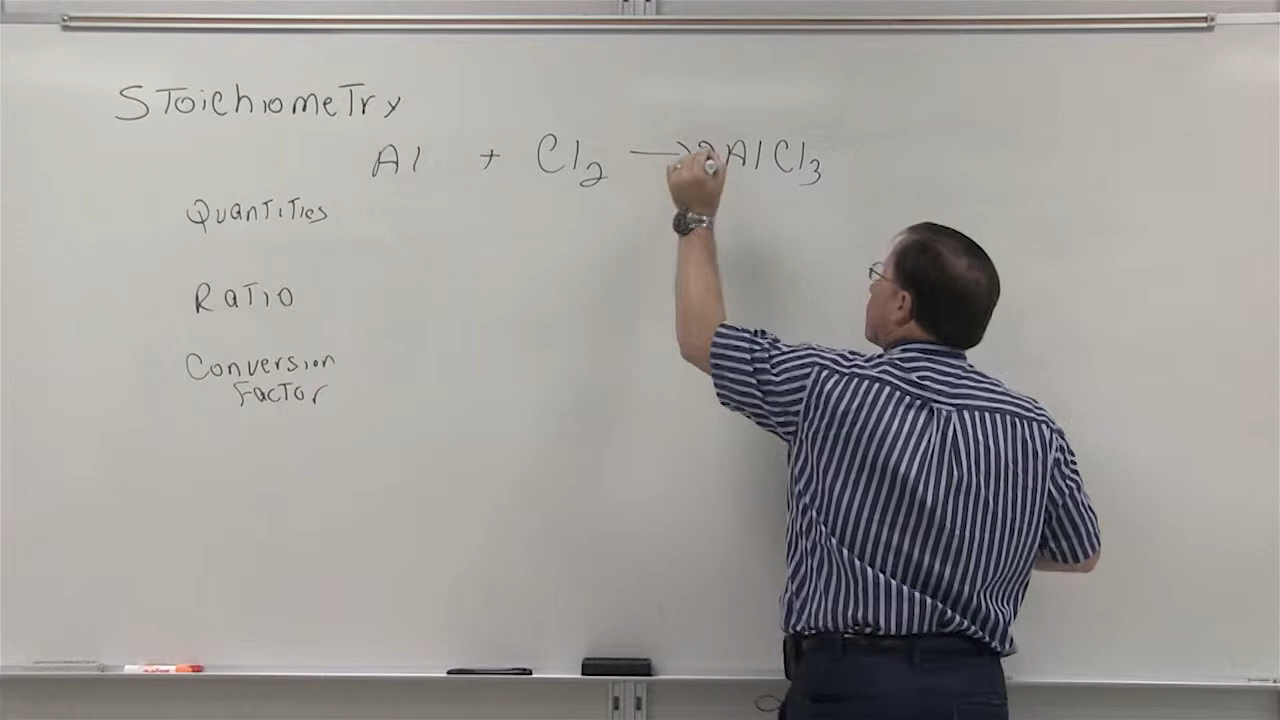 Stoichiometry
Al + Cl2 → 2AlCl3
Quantities
Ratio
Conversion
Factor